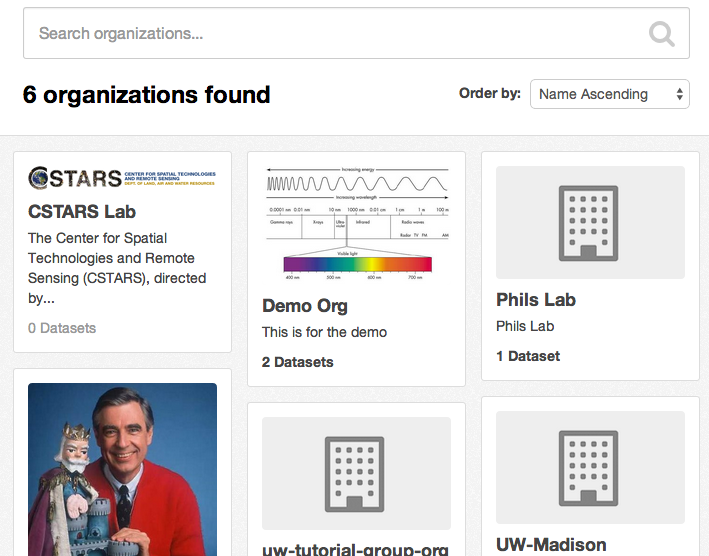 Search organizations...
6 organizations found
Order by:
Name Ascending
CSTARS CENTER FOR SPATIAL TECHNOLOGIES
AND REMOTE SENSING
DEPT. OF LAND, AIR AND WATER RESOURCES
CSTARS Lab
The Center for Spatial
Technologies and Remote
Sensing (CSTARS), directed
by...
0 Datasets
Increasing energy
Increasing wavelength
0.0001 nm 0.01 nm 10 nm 1000 nm 0.01 cm 1 cm 1 m 100 m
Gamma rays X-rays Ultra- violet Infrared Radio waves
Radar TV FM AM
Visible light
400 nm 500 nm 600 nm 700 nm
Demo Org
This is for the demo
2 Datasets
Phils Lab
Phils Lab
1 Dataset
uw-tutorial-group-org
UW-Madison